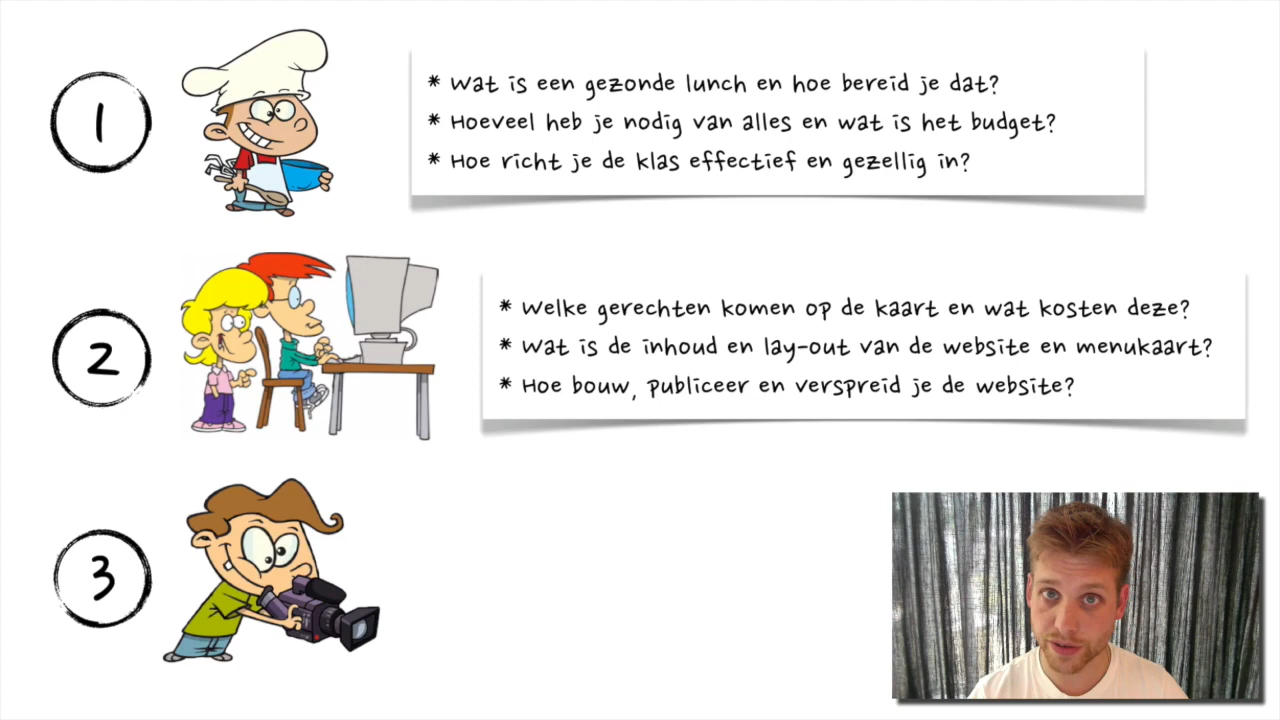 1
* Wat is een gezonde lunch en hoe bereid je dat?
* Hoeveel heb je nodig van alles en wat is het budget?
* Hoe richt je de klas effectief en gezellig in?
2
* Welke gerechten komen op de kaart en wat kosten deze?
* Wat is de inhoud en lay-out van de website en menukaart?
* Hoe bouw, publiceer en verspreid je de website?
3